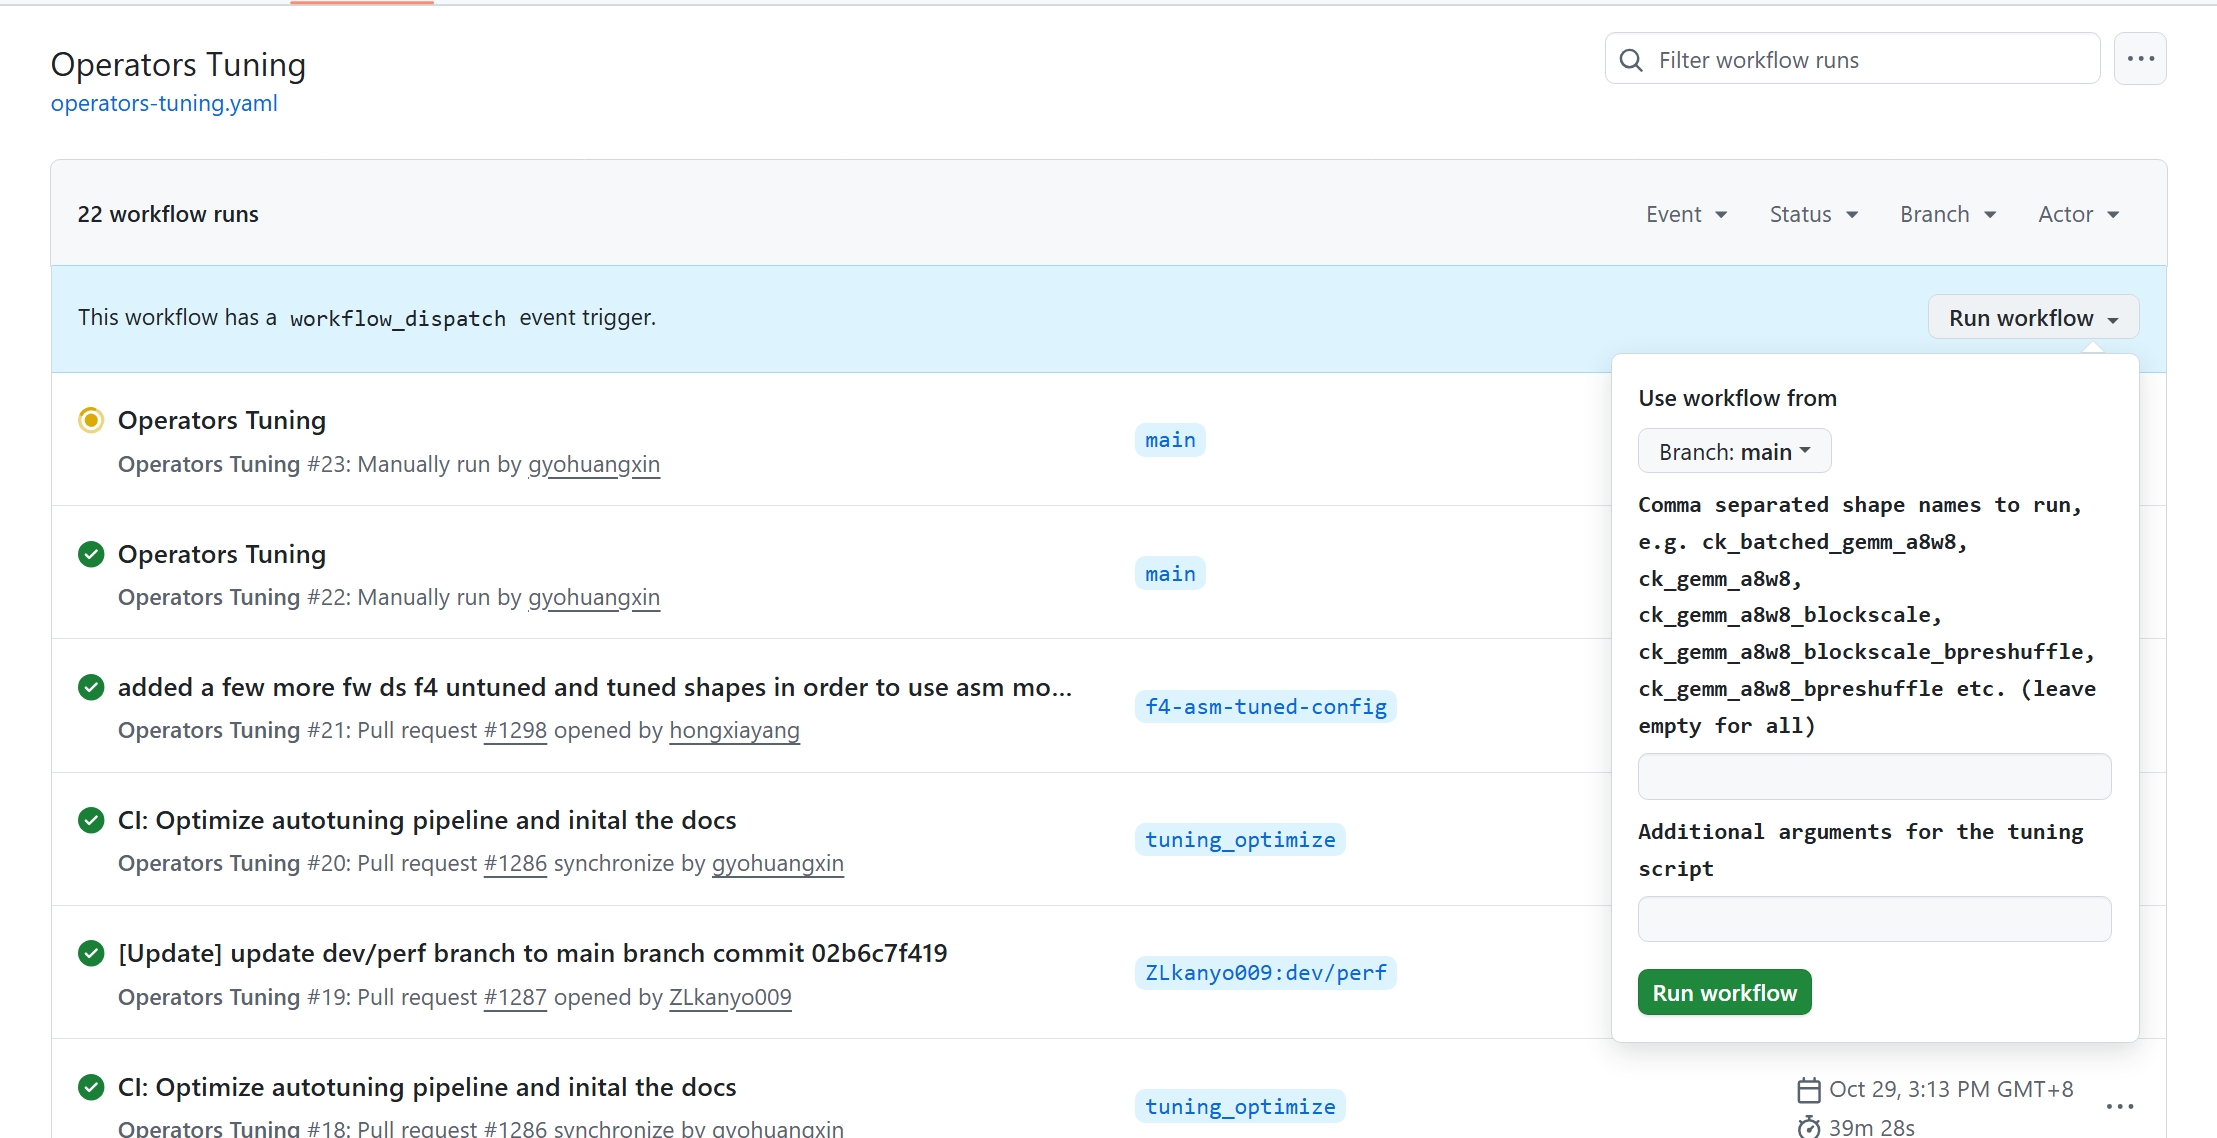 Operators Tuning
operators-tuning.yaml
Filter workflow runs
22 workflow runs
Event
Status
Branch
Actor
This workflow has a workflow_dispatch event trigger.
Run workflow
Operators Tuning
main
Operators Tuning #23: Manually run by gyohuangxin
Operators Tuning
main
Operators Tuning #22: Manually run by gyohuangxin
added a few more fw ds f4 untuned and tuned shapes in order to use asm mo...
f4-asm-tuned-config
Operators Tuning #21: Pull request #1298 opened by hongxiayang
CI: Optimize autotuning pipeline and inital the docs
tuning_optimize
Operators Tuning #20: Pull request #1286 synchronize by gyohuangxin
[Update] update dev/perf branch to main branch commit 02b6c7f419
ZLkanyo009:dev/perf
Operators Tuning #19: Pull request #1287 opened by ZLkanyo009
CI: Optimize autotuning pipeline and inital the docs
tuning_optimize
Operators Tuning #18: Pull request #1286 synchronize by gyohuangxin
Oct 29, 3:13 PM GMT+8
39m 28s
Use workflow from
Branch: main
Comma separated shape names to run,
e.g. ck_batched_gemm_a8w8,
ck_gemm_a8w8,
ck_gemm_a8w8_blockscale,
ck_gemm_a8w8_blockscale_bpreshuffle,
ck_gemm_a8w8_bpreshuffle etc. (leave
empty for all)
Additional arguments for the tuning
script
Run workflow